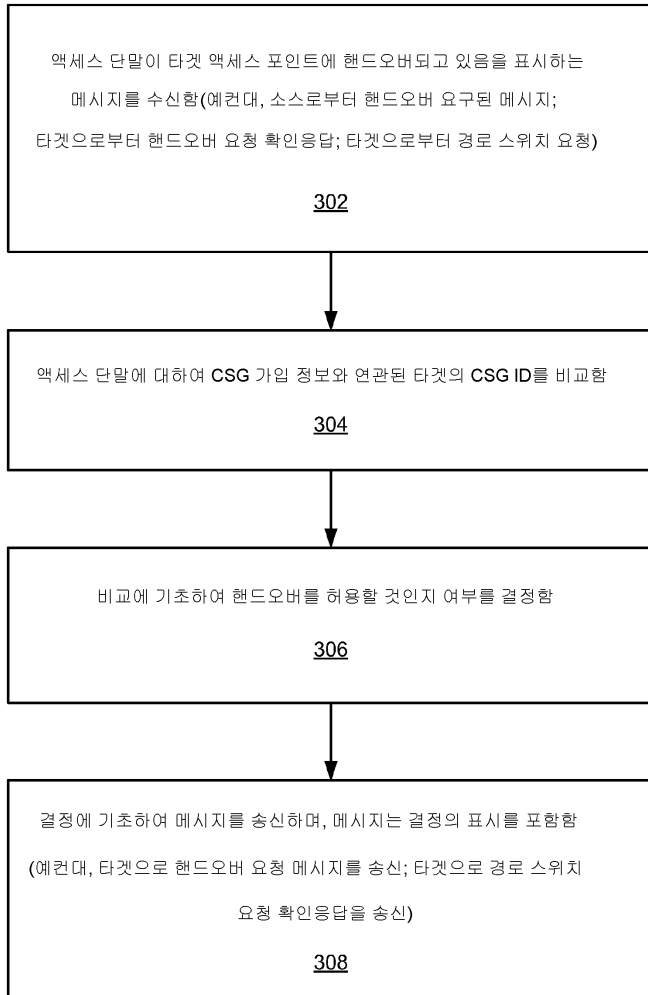 액세스 단말이 타겟 액세스 포인트에 핸드오버되고 있음을 표시하는
메시지를 수신함(예컨대, 소스로부터 핸드오버 요구된 메시지;
타겟으로부터 핸드오버 요청 확인응답; 타겟으로부터 경로 스위치 요청)
302
액세스 단말에 대하여 CSG 가입 정보와 연관된 타겟의 CSG ID를 비교함
304
비교에 기초하여 핸드오버를 허용할 것인지 여부를 결정함
306
결정에 기초하여 메시지를 송신하며, 메시지는 결정의 표시를 포함함
(예컨대, 타겟으로 핸드오버 요청 메시지를 송신; 타겟으로 경로 스위치
요청 확인응답을 송신)
308